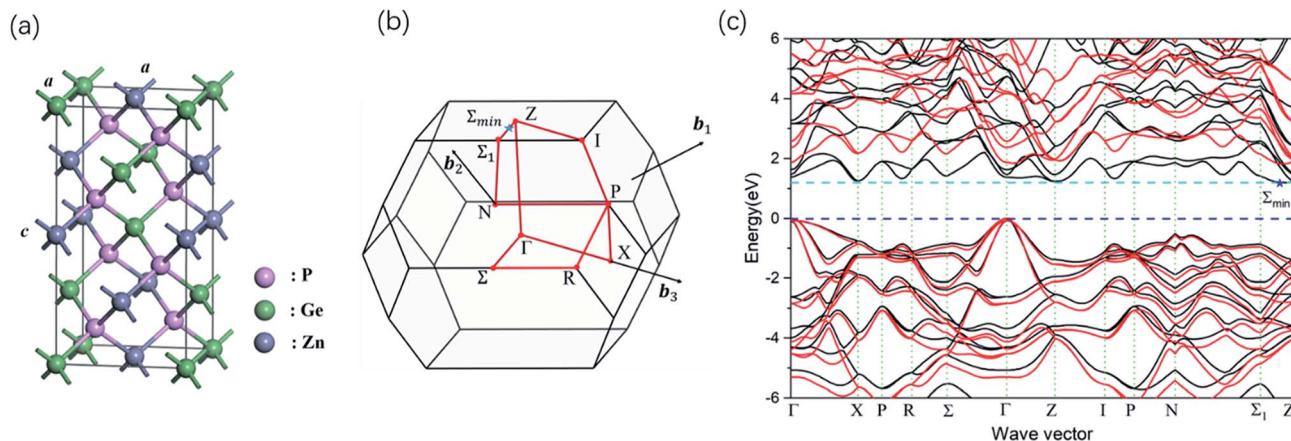 (a)
a
a
c
: P
: Ge
: Zn
(b)
Σmin
Z
Σ1
I
b1
b2
N
P
Γ
X
Σ
R
b3
(c)
6
4
2
0
-2
-4
-6
Energy(eV)
Σmin
Γ X P R Σ Γ Z I P N Σ1 Z
Wave vector